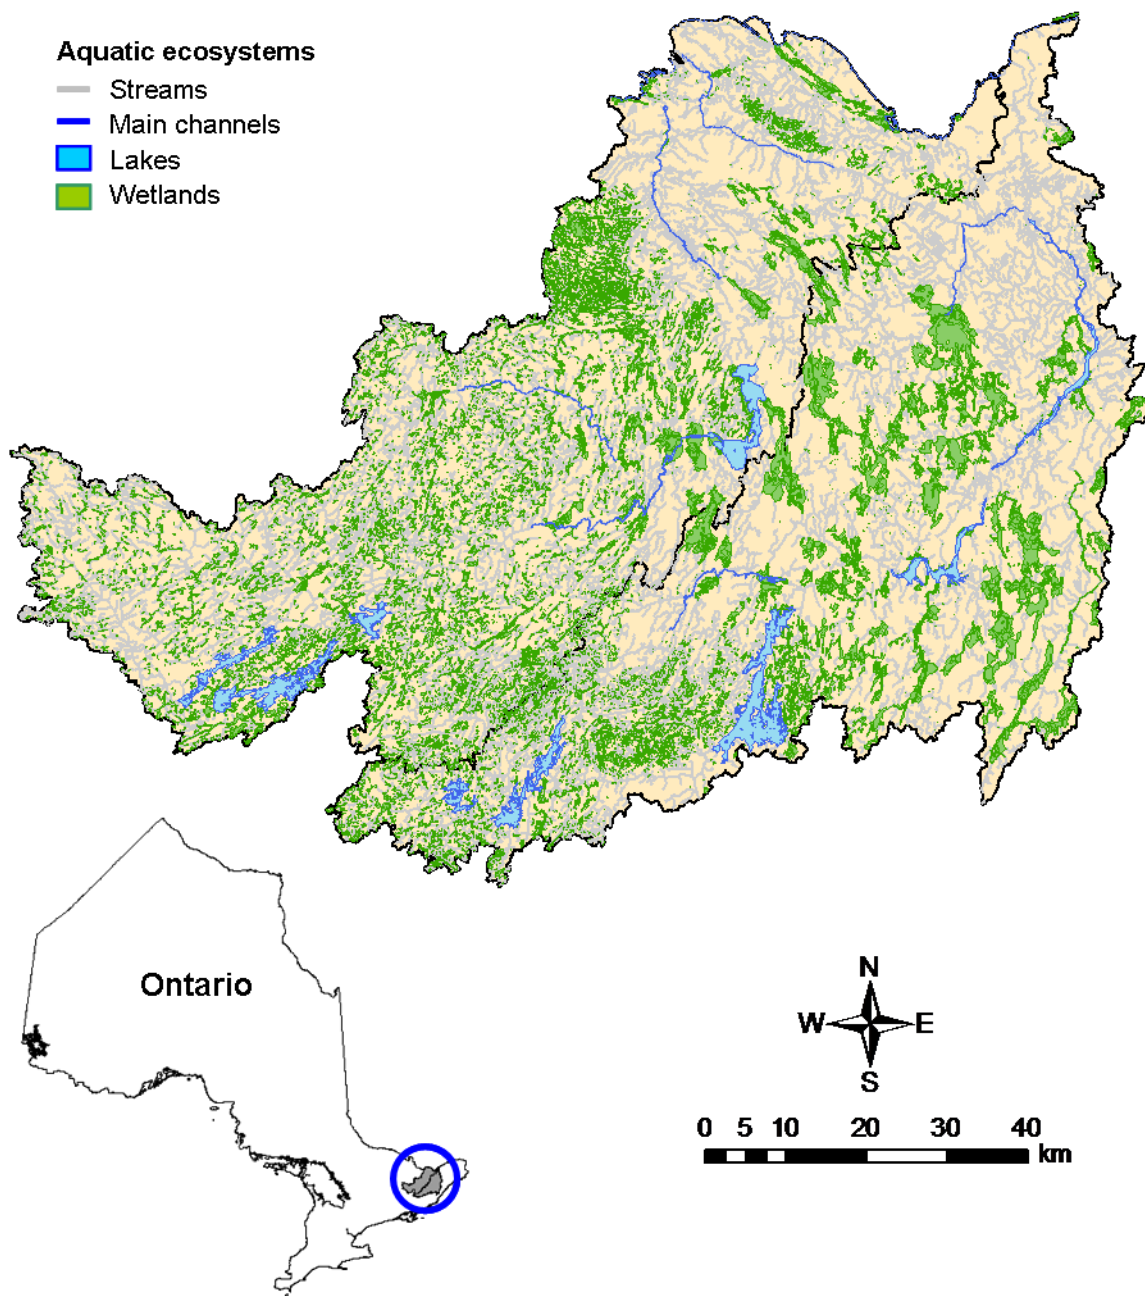 Aquatic ecosystems
Streams
Main channels
Lakes
Wetlands
Ontario
N
W E
S
0 5 10 20 30 40
km